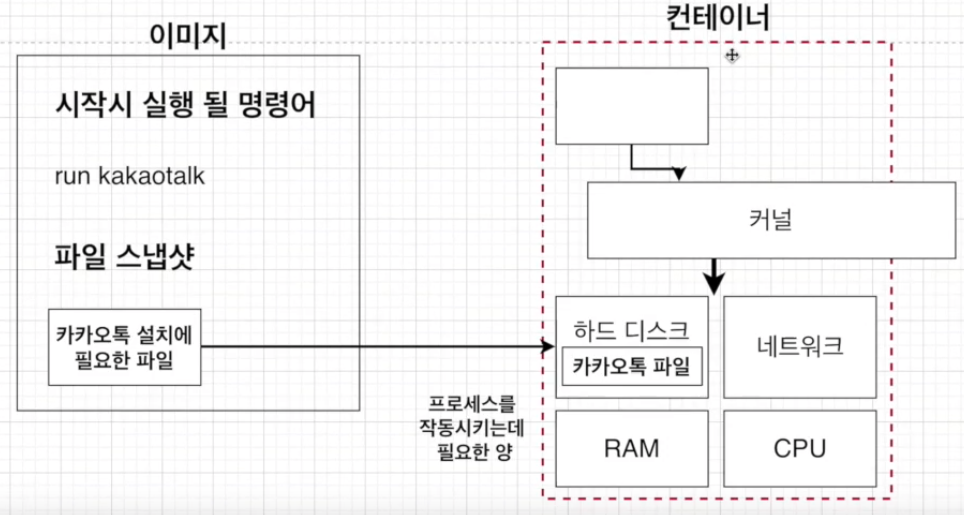 이미지
컨테이너
시작시 실행 될 명령어
run kakaotalk
파일 스냅샷
카카오톡 설치에
필요한 파일
커널
하드 디스크
카카오톡 파일
네트워크
프로세스를
작동시키는데
필요한 양
RAM
CPU